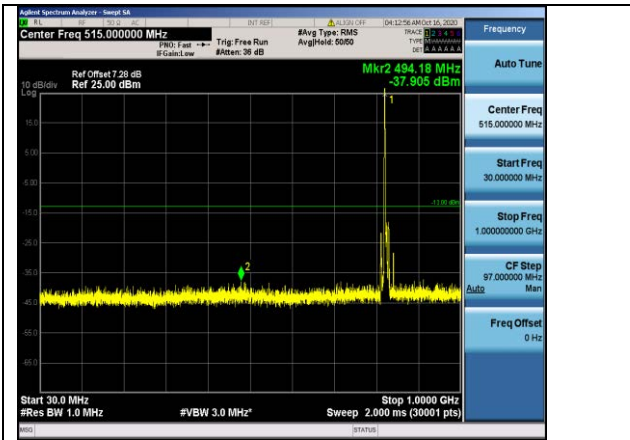 Agilent Spectrum Analyzer - Swept SA
RL RF 50 Ω AC INT REF ALIGN OFF 04:12:56 AM Oct 16, 2020
Center Freq 515.000000 MHz
#Avg Type: RMS
TRACE 1 2 3 4 5 6
PNO: Fast
Trig: Free Run
Avg|Hold: 50/50
TYPE
IFGain:Low
#Atten: 36 dB
DET A A A A A A
Frequency
Auto Tune
Mkr2 494.18 MHz
-37.905 dBm
Ref Offset 7.28 dB
10 dB/div Ref 25.00 dBm
Log
1
15.0
5.00
-5.00
-13.00 dBm
-15.0
-25.0
2
-35.0
-45.0
-55.0
-65.0
Center Freq
515.000000 MHz
Start Freq
30.000000 MHz
Stop Freq
1.000000000 GHz
CF Step
97.000000 MHz
Auto Man
Freq Offset
0 Hz
Start 30.0 MHz
Stop 1.0000 GHz
#Res BW 1.0 MHz
#VBW 3.0 MHz*
Sweep 2.000 ms (30001 pts)
MSG
STATUS